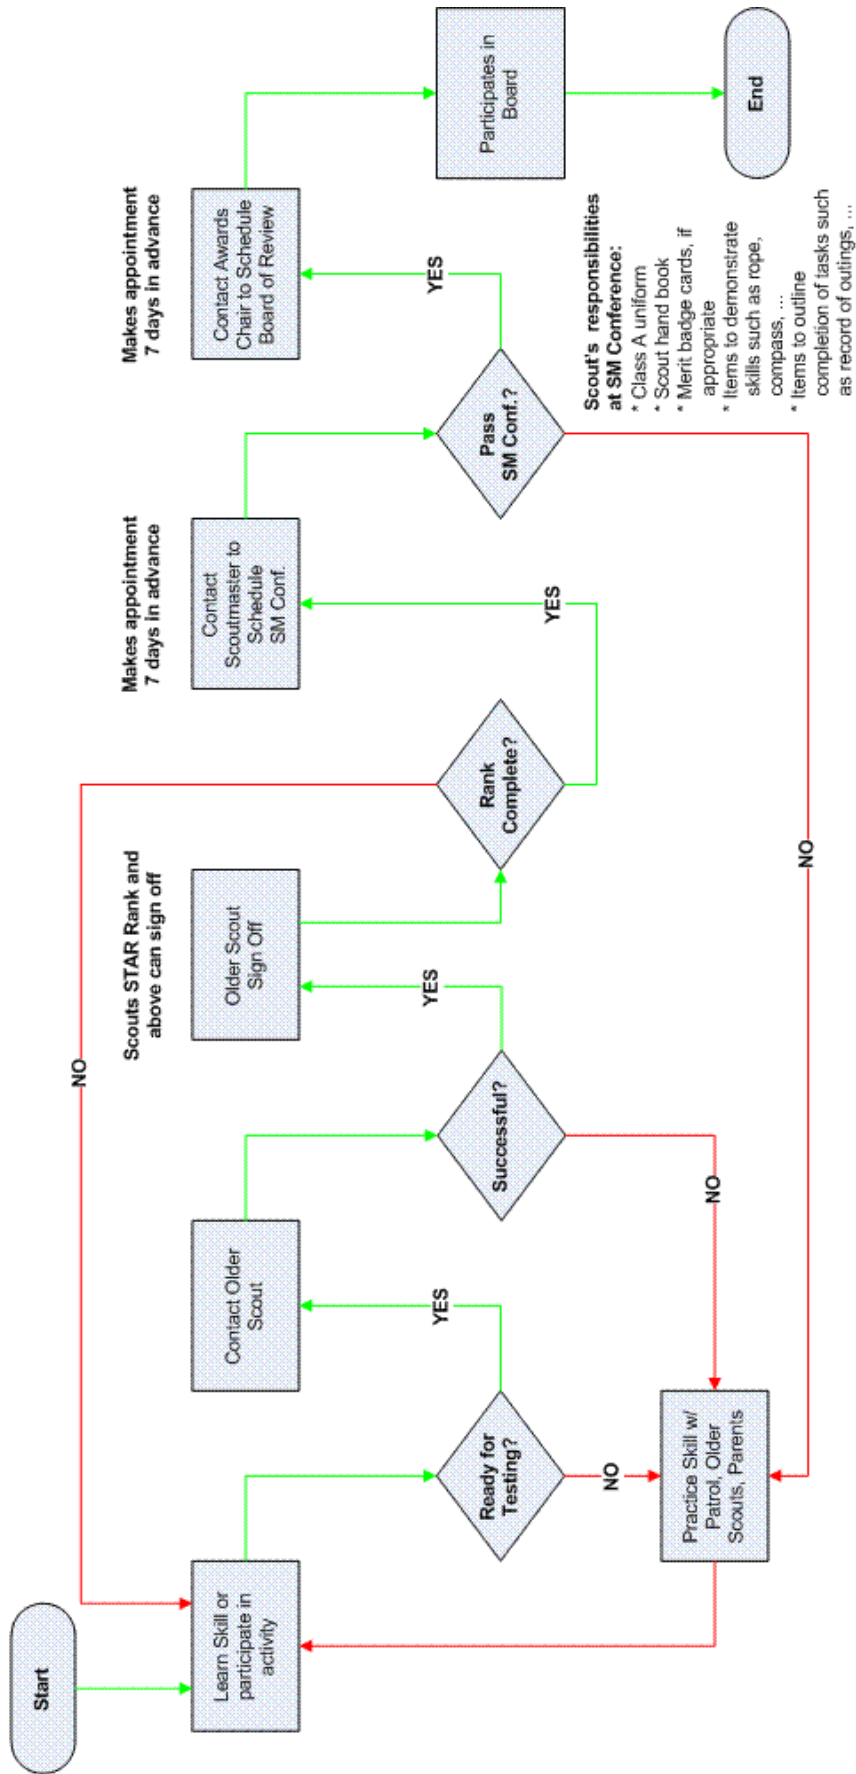 Start
Learn Skill or
participate in
activity
Ready for
Testing?
YES
NO
Practice Skill w/
Patrol, Older
Scouts, Parents
Contact Older
Scout
Successful?
YES
NO
Scouts STAR Rank and
above can sign off
Older Scout
Sign Off
Rank
Complete?
NO
YES
Makes appointment
7 days in advance
Contact
Scoutmaster to
Schedule
SM Conf.
Pass
SM Conf.?
NO
YES
Makes appointment
7 days in advance
Contact Awards
Chair to Schedule
Board of Review
Scout's responsibilities
at SM Conference:
* Class A uniform
* Scout hand book
* Merit badge cards, if
appropriate
* Items to demonstrate
skills such as rope,
compass, ...
* Items to outline
completion of tasks such
as record of outings, ...
Participates in
Board
End